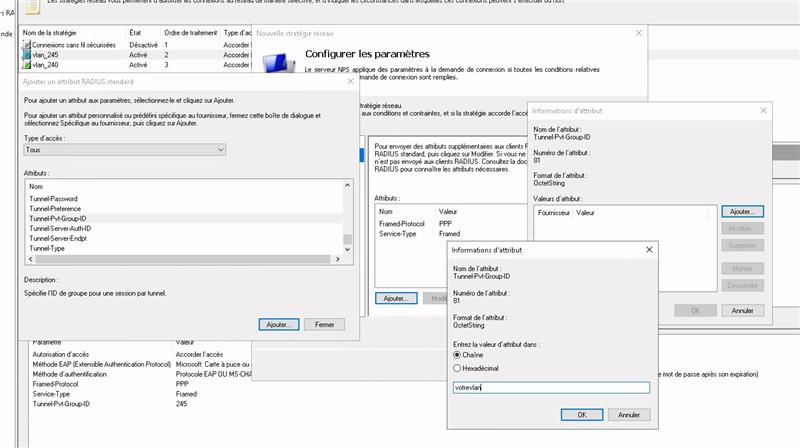 Les stratégies réseau vous permettent d'autoriser les connexions au réseau de manière sélective, et d'indiquer les circonstances dans lesquelles ces connexions peuvent s'effectuer ou non.
Nom de la stratégie État Ordre de traitement Type d'accès
Connexions sans fil sécurisées Désactivé 1 Accorder
vlan_245 Activé 2 Accorder
vlan_240 Activé 3 Accorder
Nouvelle stratégie réseau
Configurer les paramètres
Le serveur NPS applique des paramètres à la demande de connexion si toutes les conditions relatives
demande de connexion sont remplies.
stratégie réseau.
aux conditions et contraintes, et si la stratégie accorde l'accès
Ajouter un attribut RADIUS standard
Pour ajouter un attribut aux paramètres, sélectionnez-le et cliquez sur Ajouter.
Pour ajouter un attribut personnalisé ou prédéfini spécifique au fournisseur, fermez cette boîte de dialogue et
sélectionnez Spécifique au fournisseur, puis cliquez sur Ajouter.
Type d'accès :
Tous
Attributs :
Nom
Tunnel-Password
Tunnel-Preference
Tunnel-Pvt-Group-ID
Tunnel-Server-Auth-ID
Tunnel-Server-Endpt
Tunnel-Type
Description :
Spécifie l'ID de groupe pour une session par tunnel.
Ajouter... Fermer
Pour envoyer des attributs supplémentaires aux clients
RADIUS standard, puis cliquez sur Modifier. Si vous ne
n'est pas envoyé aux clients RADIUS. Consultez la
RADIUS pour connaître les attributs nécessaires.
Attributs :
Nom Valeur
Framed-Protocol PPP
Service-Type Framed
Ajouter...
Informations d'attribut
Nom de l'attribut :
Tunnel-Pvt-Group-ID
Numéro de l'attribut :
81
Format de l'attribut :
OctetString
Valeurs d'attribut :
Fournisseur Valeur
Ajouter...
Modifier...
Supprimer
Monter
Descendre
OK Annuler
Informations d'attribut
Nom de l'attribut :
Tunnel-Pvt-Group-ID
Numéro de l'attribut :
81
Format de l'attribut :
OctetString
Entrez la valeur d'attribut dans :
Chaîne
Hexadécimal
votrevlan
OK Annuler
Paramètre Valeur
Autorisation d'accès Accorder l'accès
Méthode EAP (Extensible Authentication Protocol) Microsoft: Carte à puce ou
Méthode d'authentification Protocole EAP OU MS-CHA
Framed-Protocol PPP
Service-Type Framed
Tunnel-Pvt-Group-ID 245
mot de passe après son expiration)